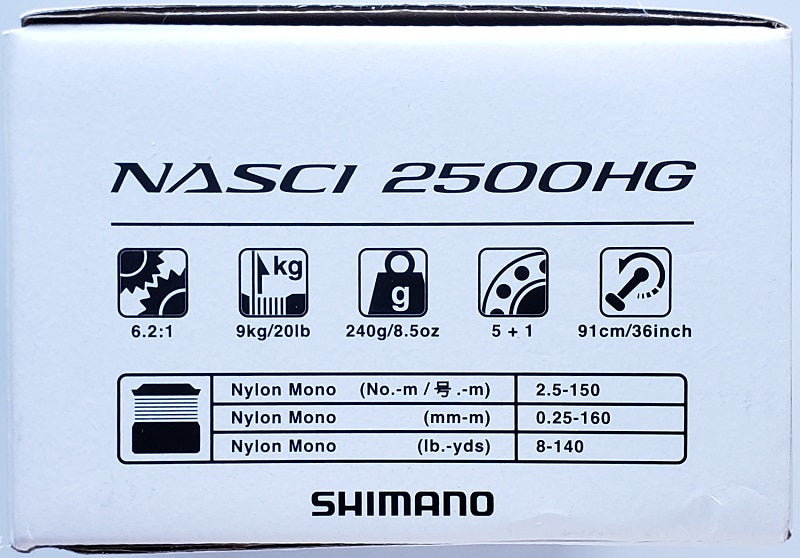 NASCI 2500HG
kg
g
6.2:1 9kg/20lb 240g/8.5oz 5 + 1 91cm/36inch
Nylon Mono (No.-m / 号 .-m) 2.5-150
Nylon Mono (mm-m) 0.25-160
Nylon Mono (lb.-yds) 8-140
SHIMANO